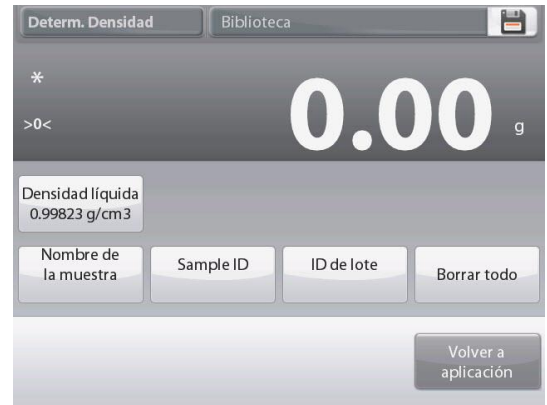 Determ. Densidad
Biblioteca
*
>0<
0.00 g
Densidad líquida
0.99823 g/cm3
Nombre de
la muestra
Sample ID
ID de lote
Borrar todo
Volver a
aplicación